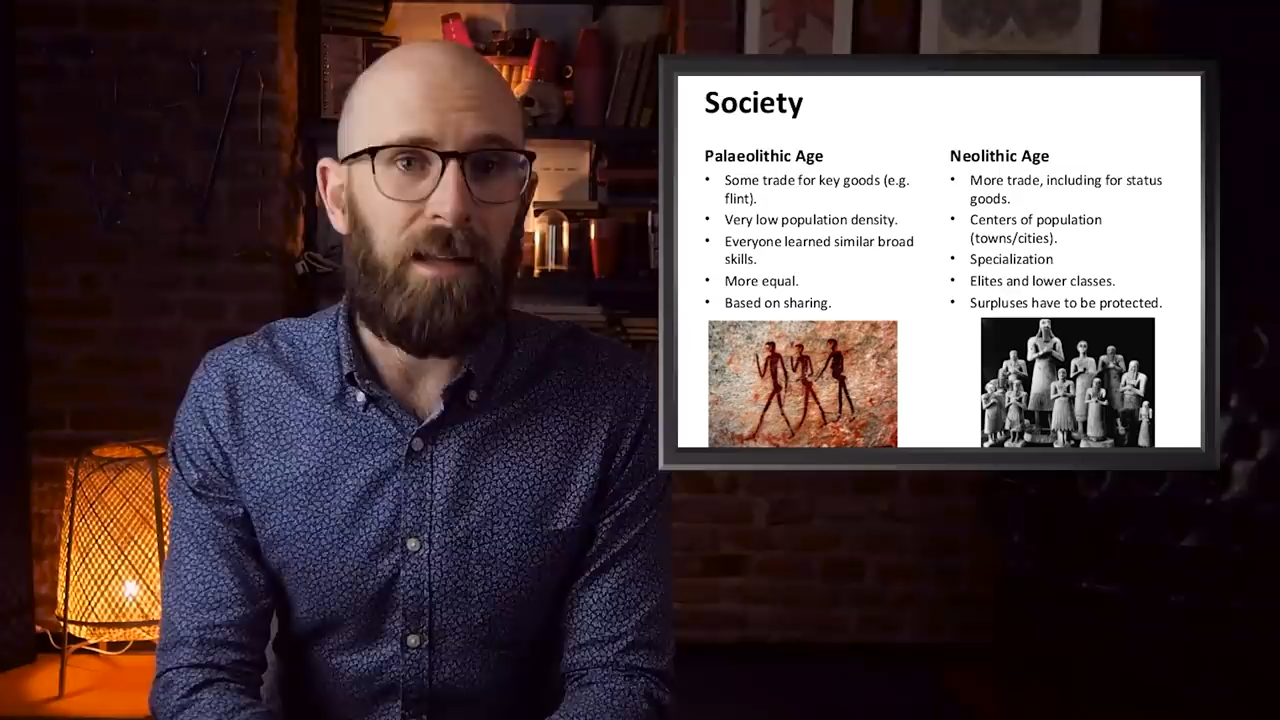 Society
Palaeolithic Age
• Some trade for key goods (e.g.
flint).
• Very low population density.
• Everyone learned similar broad
skills.
• More equal.
• Based on sharing.
Neolithic Age
• More trade, including for status
goods.
• Centers of population
(towns/cities).
• Specialization
• Elites and lower classes.
• Surpluses have to be protected.